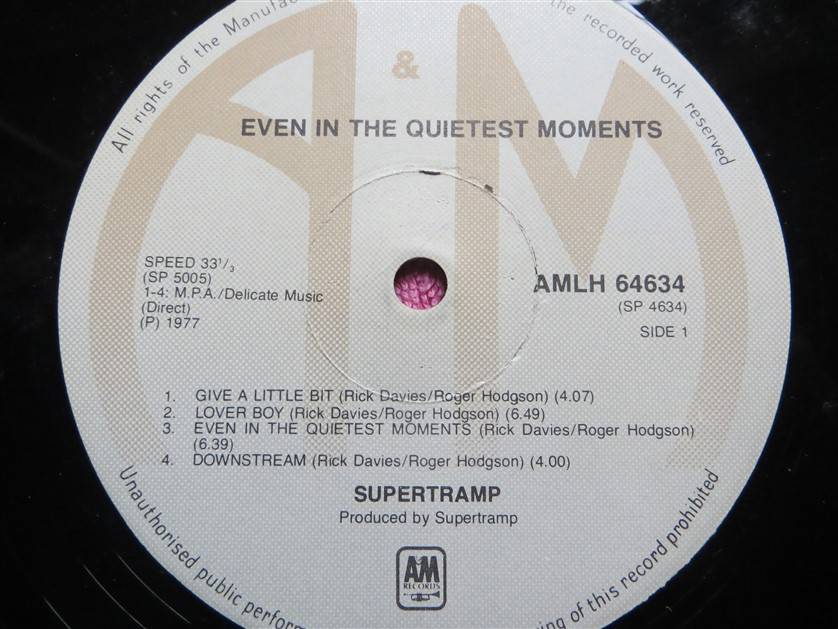 All rights of the
the recorded work reserved
A & M
EVEN IN THE QUIETEST MOMENTS
SPEED 33 1/3
(SP 5005)
1-4: M.P.A./Delicate Music
(Direct)
(P) 1977
AMLH 64634
(SP 4634)
SIDE 1
1. GIVE A LITTLE BIT (Rick Davies/Roger Hodgson) (4.07)
2. LOVER BOY (Rick Davies/Roger Hodgson) (6.49)
3. EVEN IN THE QUIETEST MOMENTS (Rick Davies/Roger Hodgson)
(6.39)
4. DOWNSTREAM (Rick Davies/Roger Hodgson) (4.00)
SUPERTRAMP
Produced by Supertramp
A&M
RECORDS
Unauthorised public
of this record prohibited